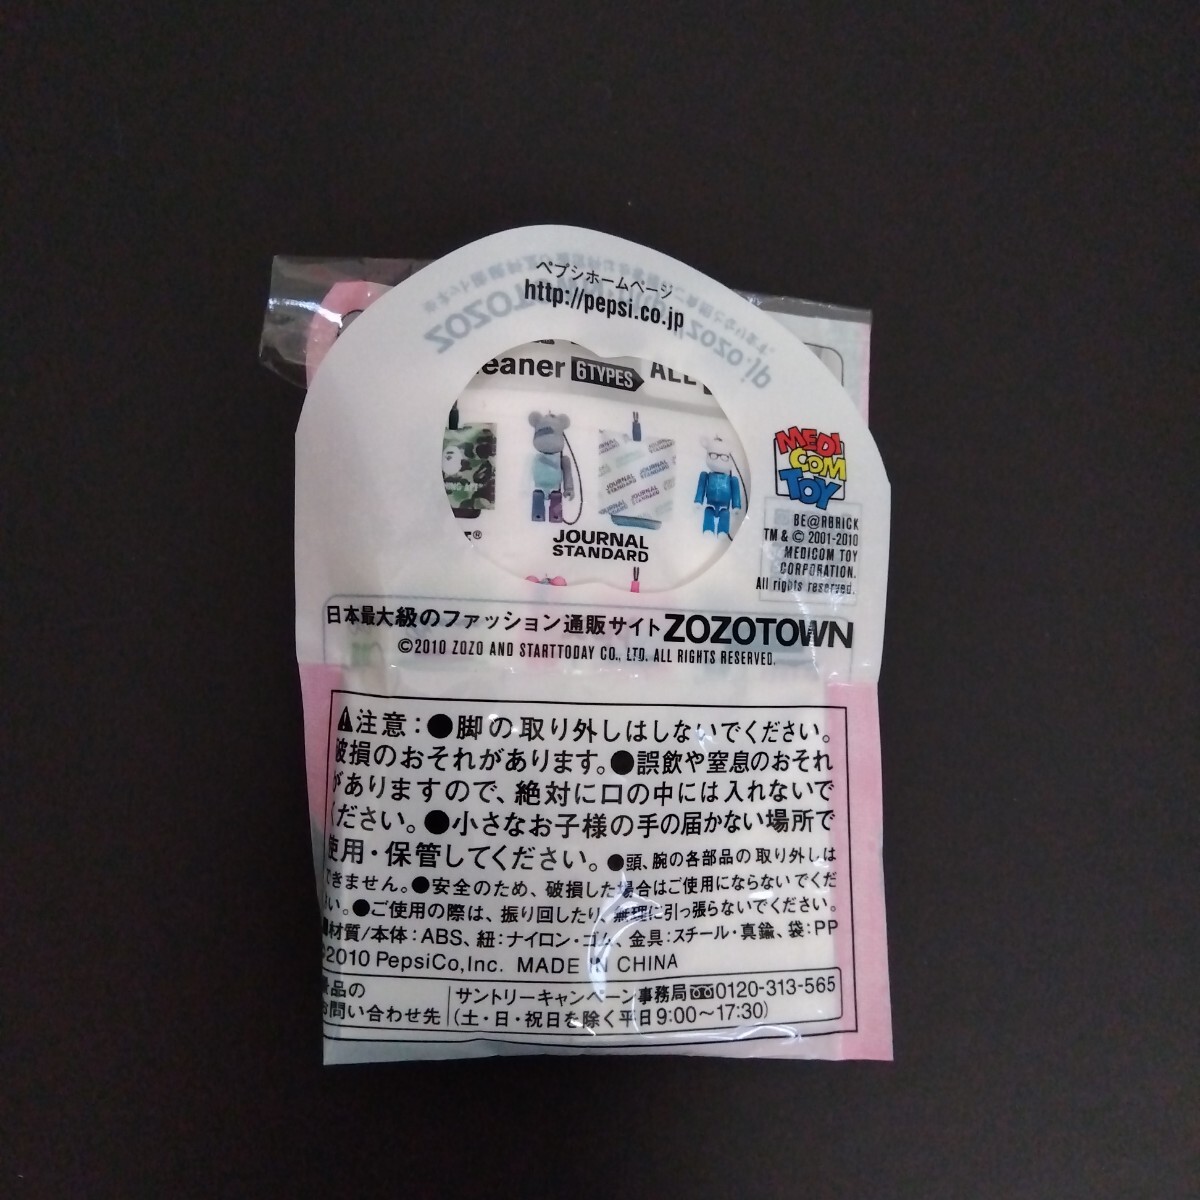 ペプシホームページ
http://pepsi.co.jp
eaner 6TYPES ALL
JOURNAL
STANDARD
MEDI
COM
TOY
BE@RBRICK
TM & © 2001-2010
MEDICOM TOY
CORPORATION.
All rights reserved.
日本最大級のファッション通販サイト ZOZOTOWN
©2010 ZOZO AND STARTTODAY CO., LTD. ALL RIGHTS RESERVED.
注意:●脚の取り外しはしないでください。
破損のおそれがあります。●誤飲や窒息のおそれ
がありますので、絶対に口の中には入れないで
ください。●小さなお子様の手の届かない場所で
使用・保管してください。●頭、腕の各部品の取り外しは
できません。●安全のため、破損した場合はご使用にならないでくだ
さい。●ご使用の際は、振り回したり、無理に引っ張らないでください。
材質/本体:ABS、紐:ナイロン・ゴム、金具:スチール・真鍮、袋:PP
©2010 PepsiCo,Inc. MADE IN CHINA
景品の
お問い合わせ先
サントリーキャンペーン事務局 0120-313-565
(土・日・祝日を除く平日9:00〜17:30)